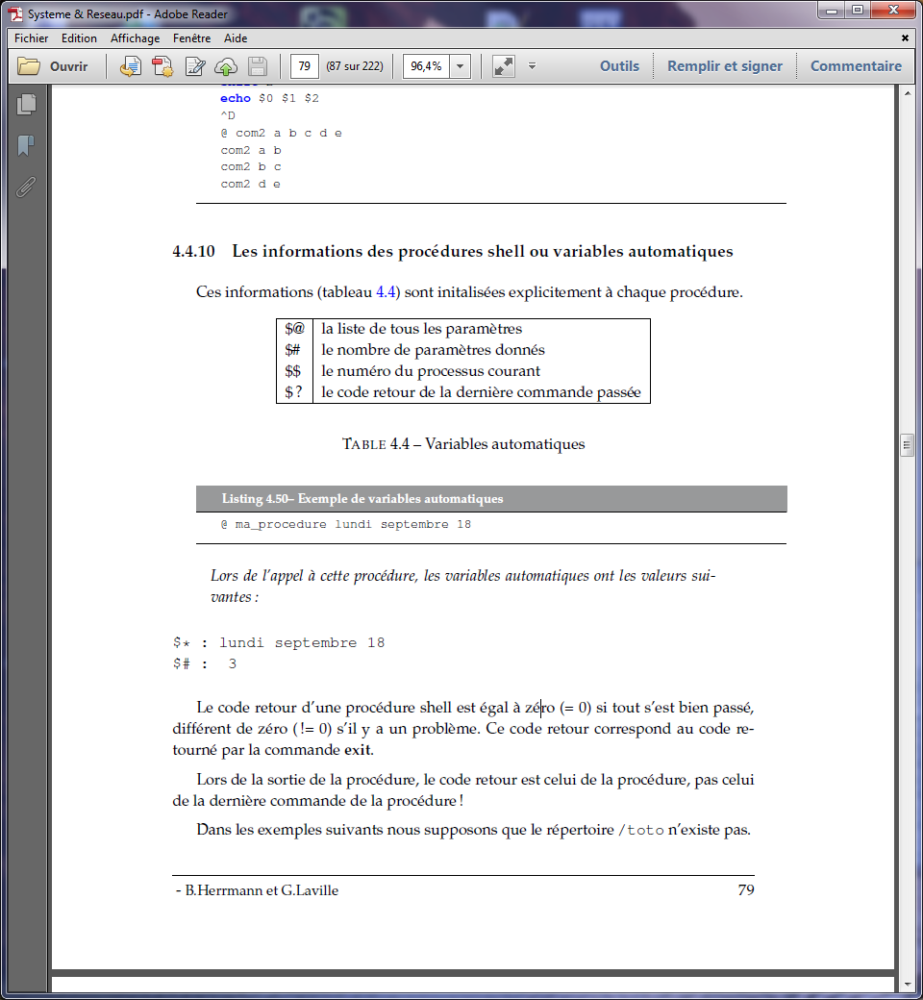 Systeme & Reseau.pdf - Adobe Reader
Fichier Edition Affichage Fenêtre Aide
Ouvrir 79 (87 sur 222) 96,4% Outils Remplir et signer Commentaire
echo $0 $1 $2
^D
@ com2 a b c d e
com2 a b
com2 b c
com2 d e
4.4.10 Les informations des procédures shell ou variables automatiques
Ces informations (tableau 4.4) sont initalisées explicitement à chaque procédure.
$@ la liste de tous les paramètres
$# le nombre de paramètres donnés
$$ le numéro du processus courant
$? le code retour de la dernière commande passée
TABLE 4.4 – Variables automatiques
Listing 4.50– Exemple de variables automatiques
@ ma_procedure lundi septembre 18
Lors de l'appel à cette procédure, les variables automatiques ont les valeurs sui-
vantes :
$* : lundi septembre 18
$# : 3
Le code retour d'une procédure shell est égal à zéro (= 0) si tout s'est bien passé,
différent de zéro (!= 0) s'il y a un problème. Ce code retour correspond au code re-
tourné par la commande exit.
Lors de la sortie de la procédure, le code retour est celui de la procédure, pas celui
de la dernière commande de la procédure !
Dans les exemples suivants nous supposons que le répertoire /toto n'existe pas.
- B.Herrmann et G.Laville 79